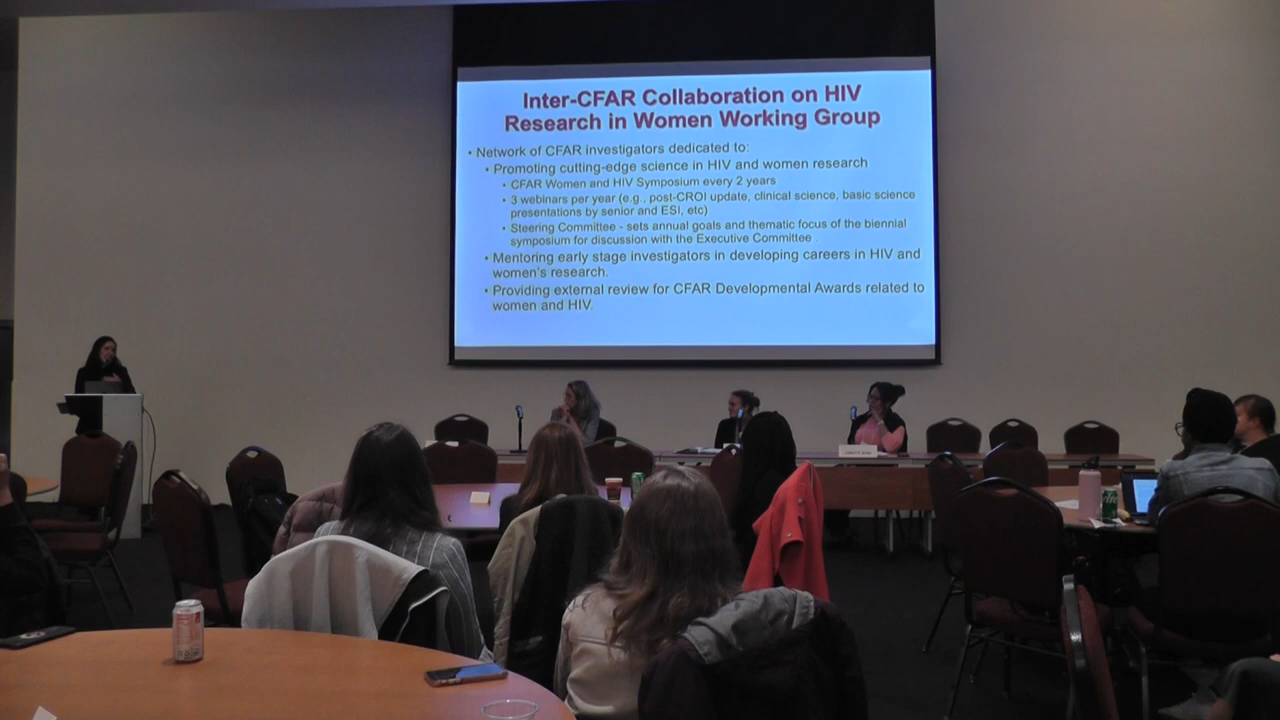 Inter-CFAR Collaboration on HIV
Research in Women Working Group
• Network of CFAR investigators dedicated to:
• Promoting cutting-edge science in HIV and women research
• CFAR Women and HIV Symposium every 2 years
• 3 webinars per year (e.g., post-CROI update, clinical science, basic science
presentations by senior and ESI, etc)
• Steering Committee - sets annual goals and thematic focus of the biennial
symposium for discussion with the Executive Committee .
• Mentoring early stage investigators in developing careers in HIV and
women's research.
• Providing external review for CFAR Developmental Awards related to
women and HIV.